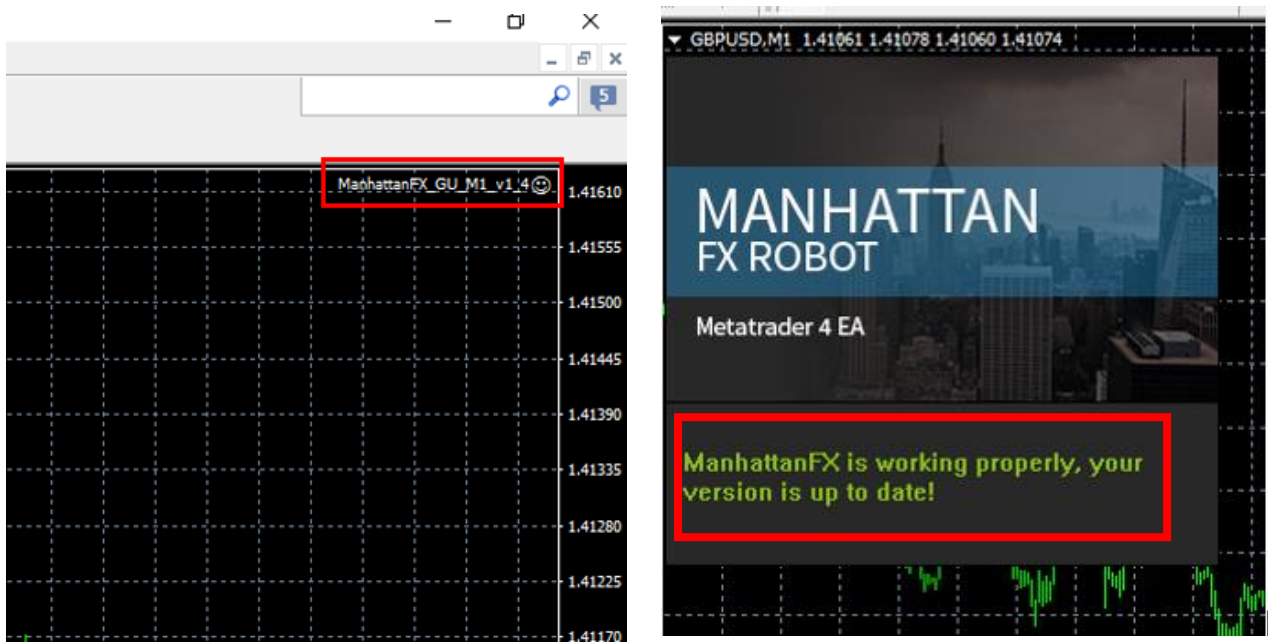 5
ManhattanFX_GU_M1_v1_4
1.41610
1.41555
1.41500
1.41445
1.41390
1.41335
1.41280
1.41225
1.41170
GBPUSD,M1 1.41061 1.41078 1.41060 1.41074
MANHATTAN
FX ROBOT
Metatrader 4 EA
ManhattanFX is working properly, your
version is up to date!